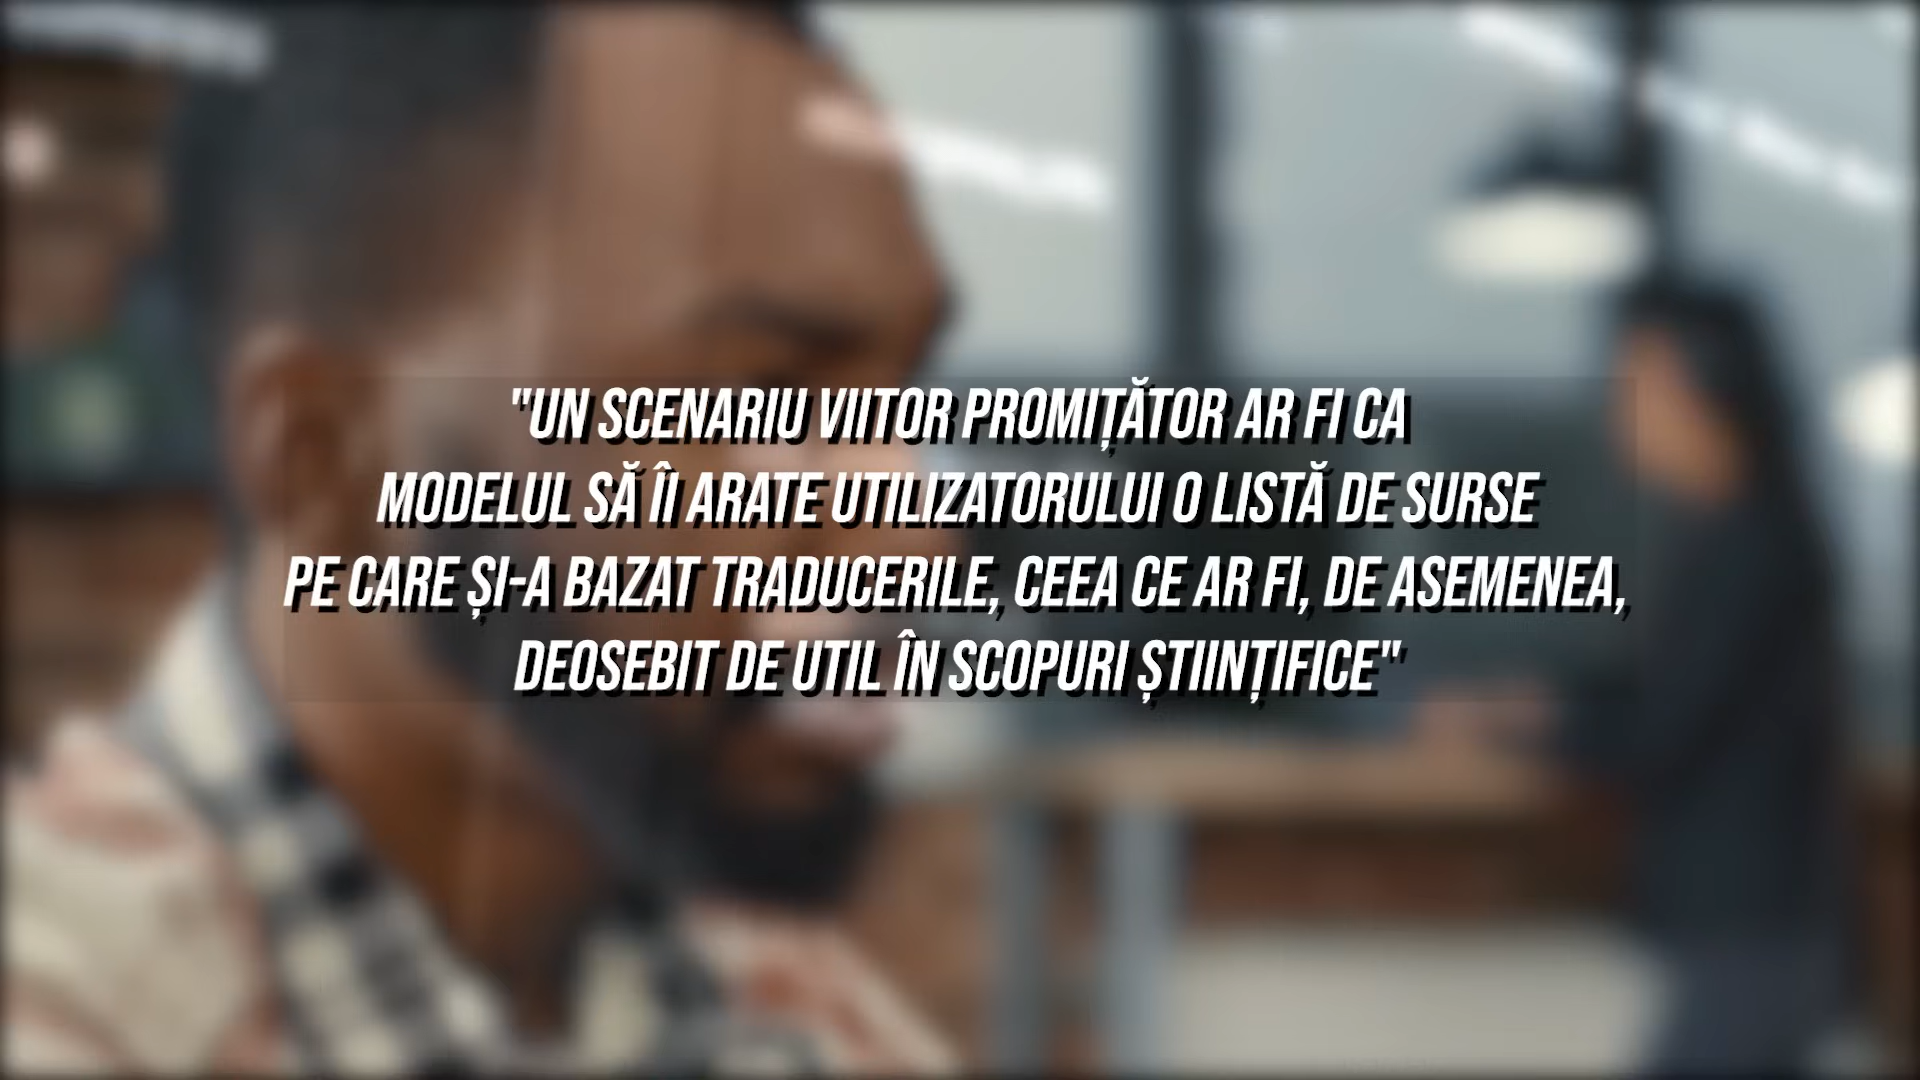 "UN SCENARIU VIITOR PROMIȚĂTOR AR FI CA
MODELUL SĂ ÎI ARATE UTILIZATORULUI O LISTĂ DE SURSE
PE CARE ȘI-A BAZAT TRADUCERILE, CEEA CE AR FI, DE ASEMENEA,
DEOSEBIT DE UTIL ÎN SCOPURI ȘTIINȚIFICE"